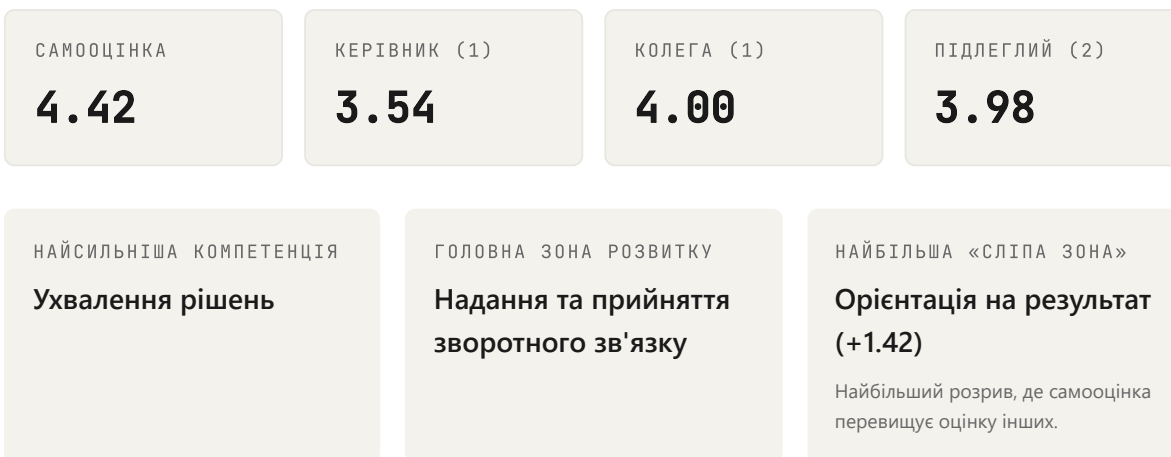 САМООЦІНКА
4.42
КЕРІВНИК (1)
3.54
КОЛЕГА (1)
4.00
ПІДЛЕГЛИЙ (2)
3.98
НАЙСИЛЬНІША КОМПЕТЕНЦІЯ
Ухвалення рішень
ГОЛОВНА ЗОНА РОЗВИТКУ
Надання та прийняття
зворотного зв'язку
НАЙБІЛЬША «СЛІПА ЗОНА»
Орієнтація на результат
(+1.42)
Найбільший розрив, де самооцінка
перевищує оцінку інших.